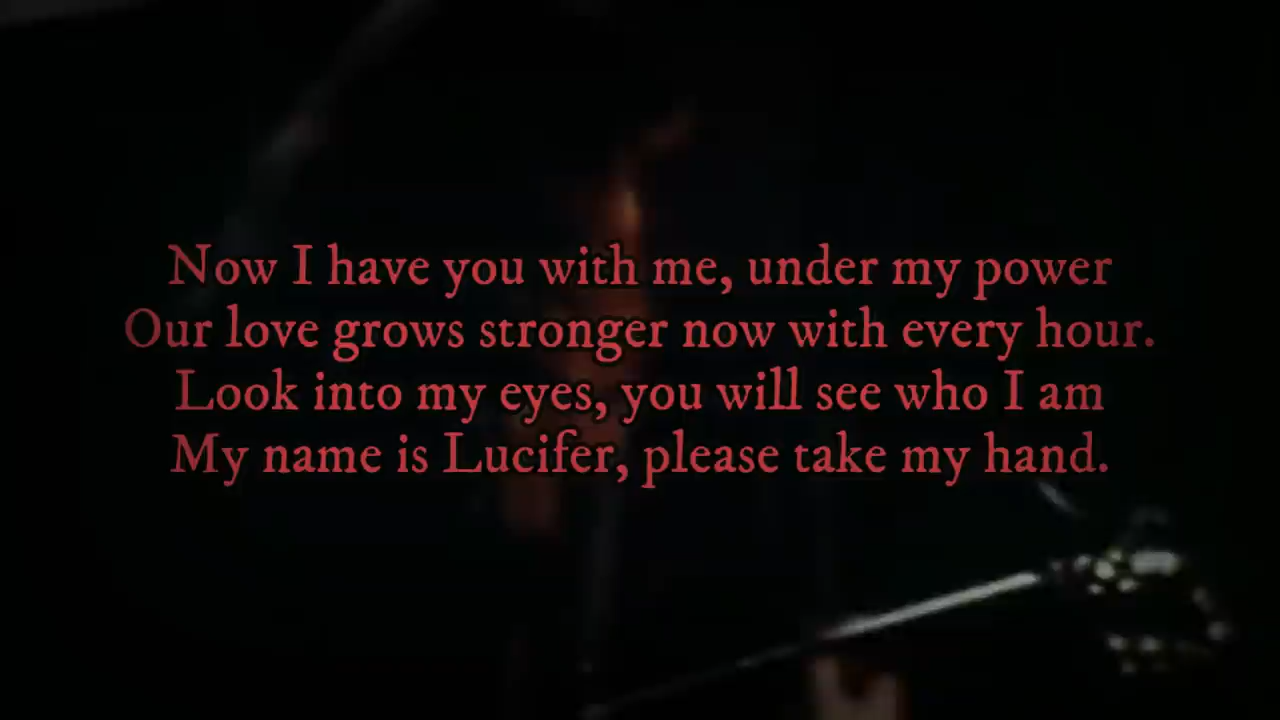 Now I have you with me, under my power
Our love grows stronger now with every hour.
Look into my eyes, you will see who I am
My name is Lucifer, please take my hand.